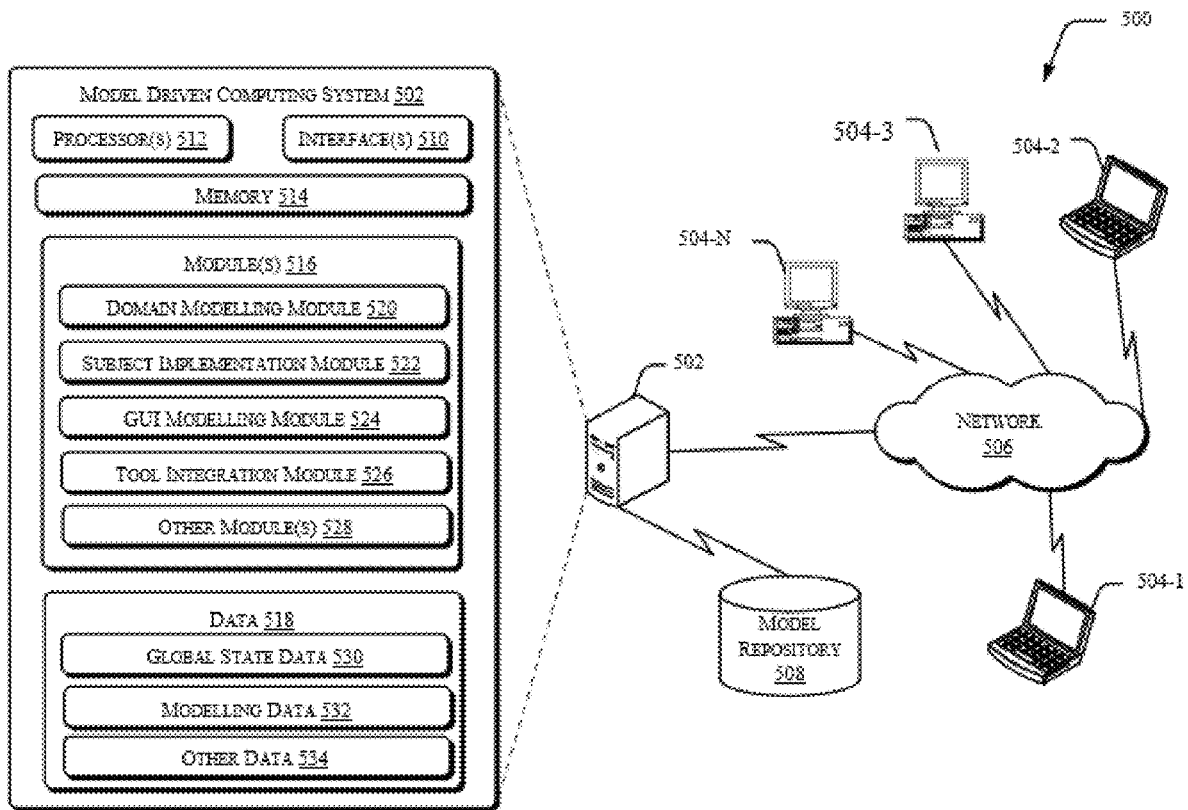 500
MODEL DRIVEN COMPUTING SYSTEM 502
PROCESSOR(S) 512
INTERFACE(S) 510
MEMORY 514
MODULE(S) 516
DOMAIN MODELLING MODULE 520
SUBJECT IMPLEMENTATION MODULE 522
GUI MODELLING MODULE 524
TOOL INTEGRATION MODULE 526
OTHER MODULE(S) 528
DATA 518
GLOBAL STATE DATA 530
MODELLING DATA 532
OTHER DATA 534
504-3
504-2
504-N
502
NETWORK
506
504-1
MODEL
REPOSITORY
508